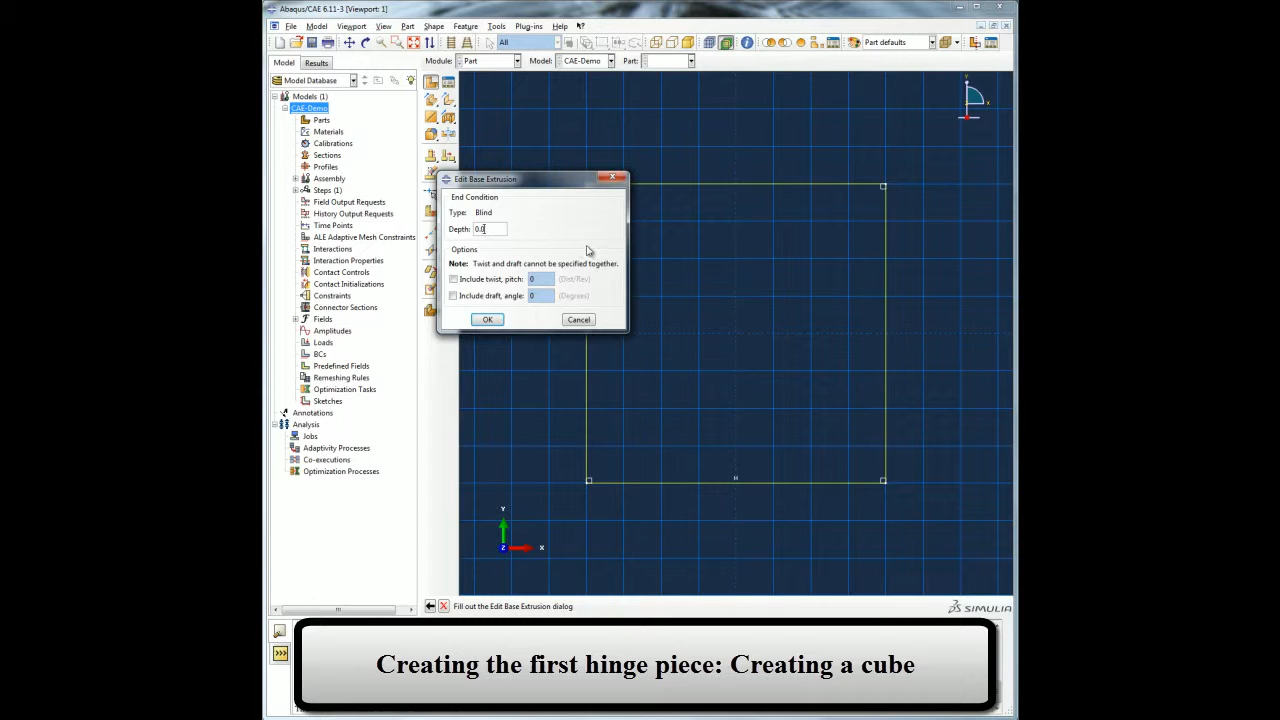 Abaqus/CAE 6.11-3 [Viewport: 1]
File Model Viewport View Part Shape Feature Tools Plug-ins Help
All
Part defaults
Model Results
Module: Part Model: CAE-Demo Part:
Model Database
Models (1)
CAE-Demo
Parts
Materials
Calibrations
Sections
Profiles
Assembly
Steps (1)
Field Output Requests
History Output Requests
Time Points
ALE Adaptive Mesh Constraints
Interactions
Interaction Properties
Contact Controls
Contact Initializations
Constraints
Connector Sections
Fields
Amplitudes
Loads
BCs
Predefined Fields
Remeshing Rules
Optimization Tasks
Sketches
Annotations
Analysis
Jobs
Adaptivity Processes
Co-executions
Optimization Processes
Edit Base Extrusion
End Condition
Type: Blind
Depth: 0.0
Options
Note: Twist and draft cannot be specified together.
Include twist, pitch: 0 (Dist/Rev)
Include draft, angle: 0 (Degrees)
OK Cancel
Y
X
H
Y
Z X
Fill out the Edit Base Extrusion dialog
SIMULIA
>>>
Creating the first hinge piece: Creating a cube